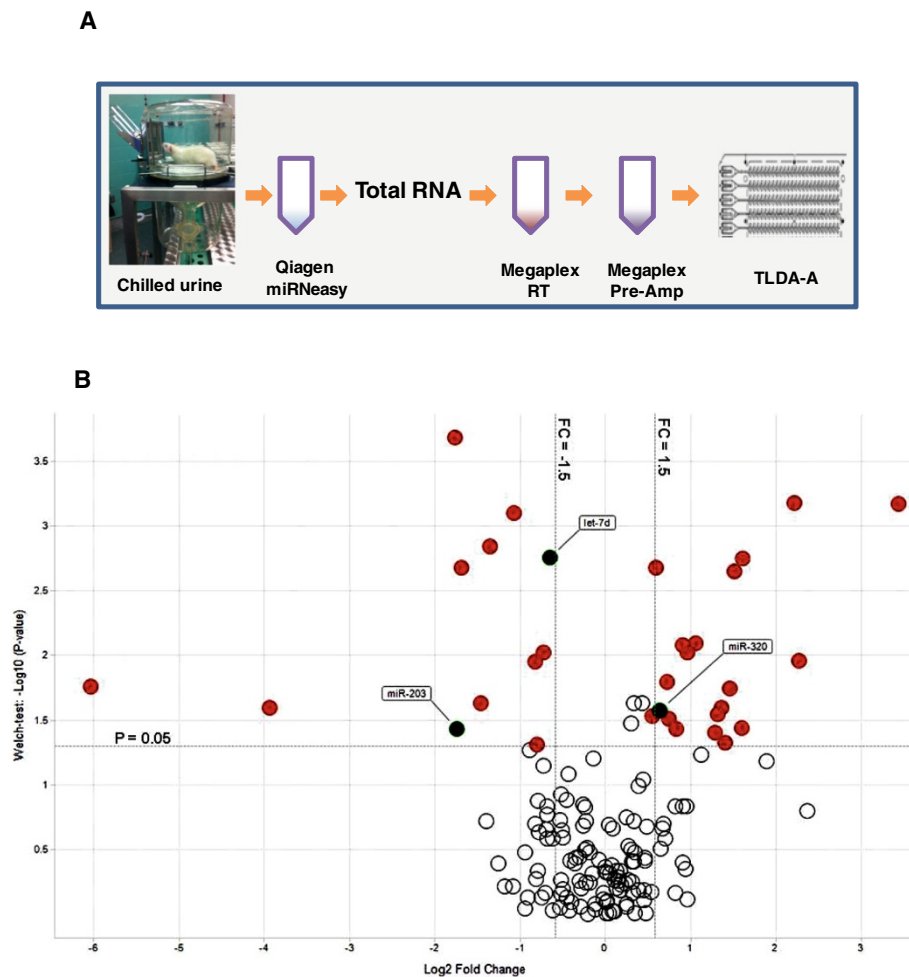 A
Total RNA
Chilled urine
Qiagen
miRNeasy
Megaplex
RT
Megaplex
Pre-Amp
TLDA-A
B
Welch-test: -Log10 (P-value)
3.5
3
2.5
2
1.5
1
0.5
FC = -1.5
FC = 1.5
let-7d
miR-320
miR-203
P = 0.05
-6
-5
-4
-3
-2
-1
0
1
2
3
Log2 Fold Change